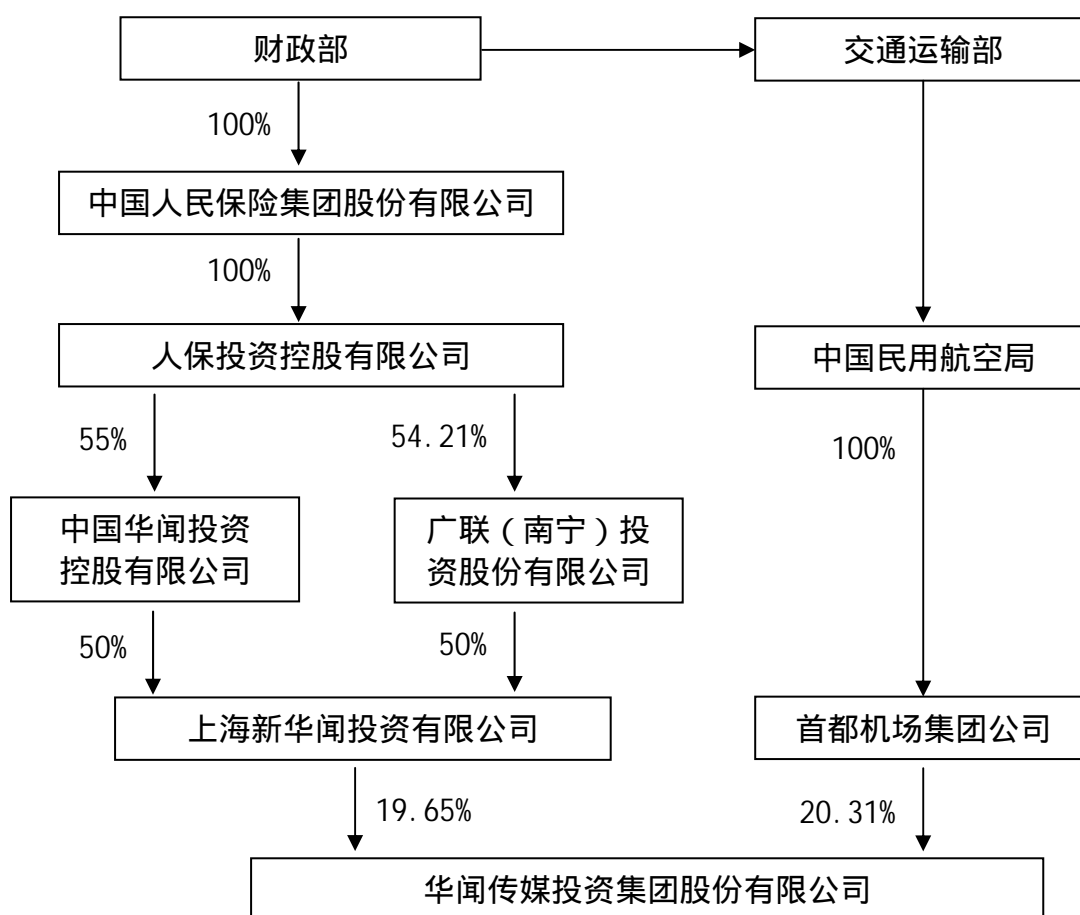 财政部
交通运输部
100%
中国人民保险集团股份有限公司
100%
人保投资控股有限公司
中国民用航空局
55%
54.21%
100%
中国华闻投资
控股有限公司
广联（南宁）投
资股份有限公司
50%
50%
上海新华闻投资有限公司
首都机场集团公司
19.65%
20.31%
华闻传媒投资集团股份有限公司